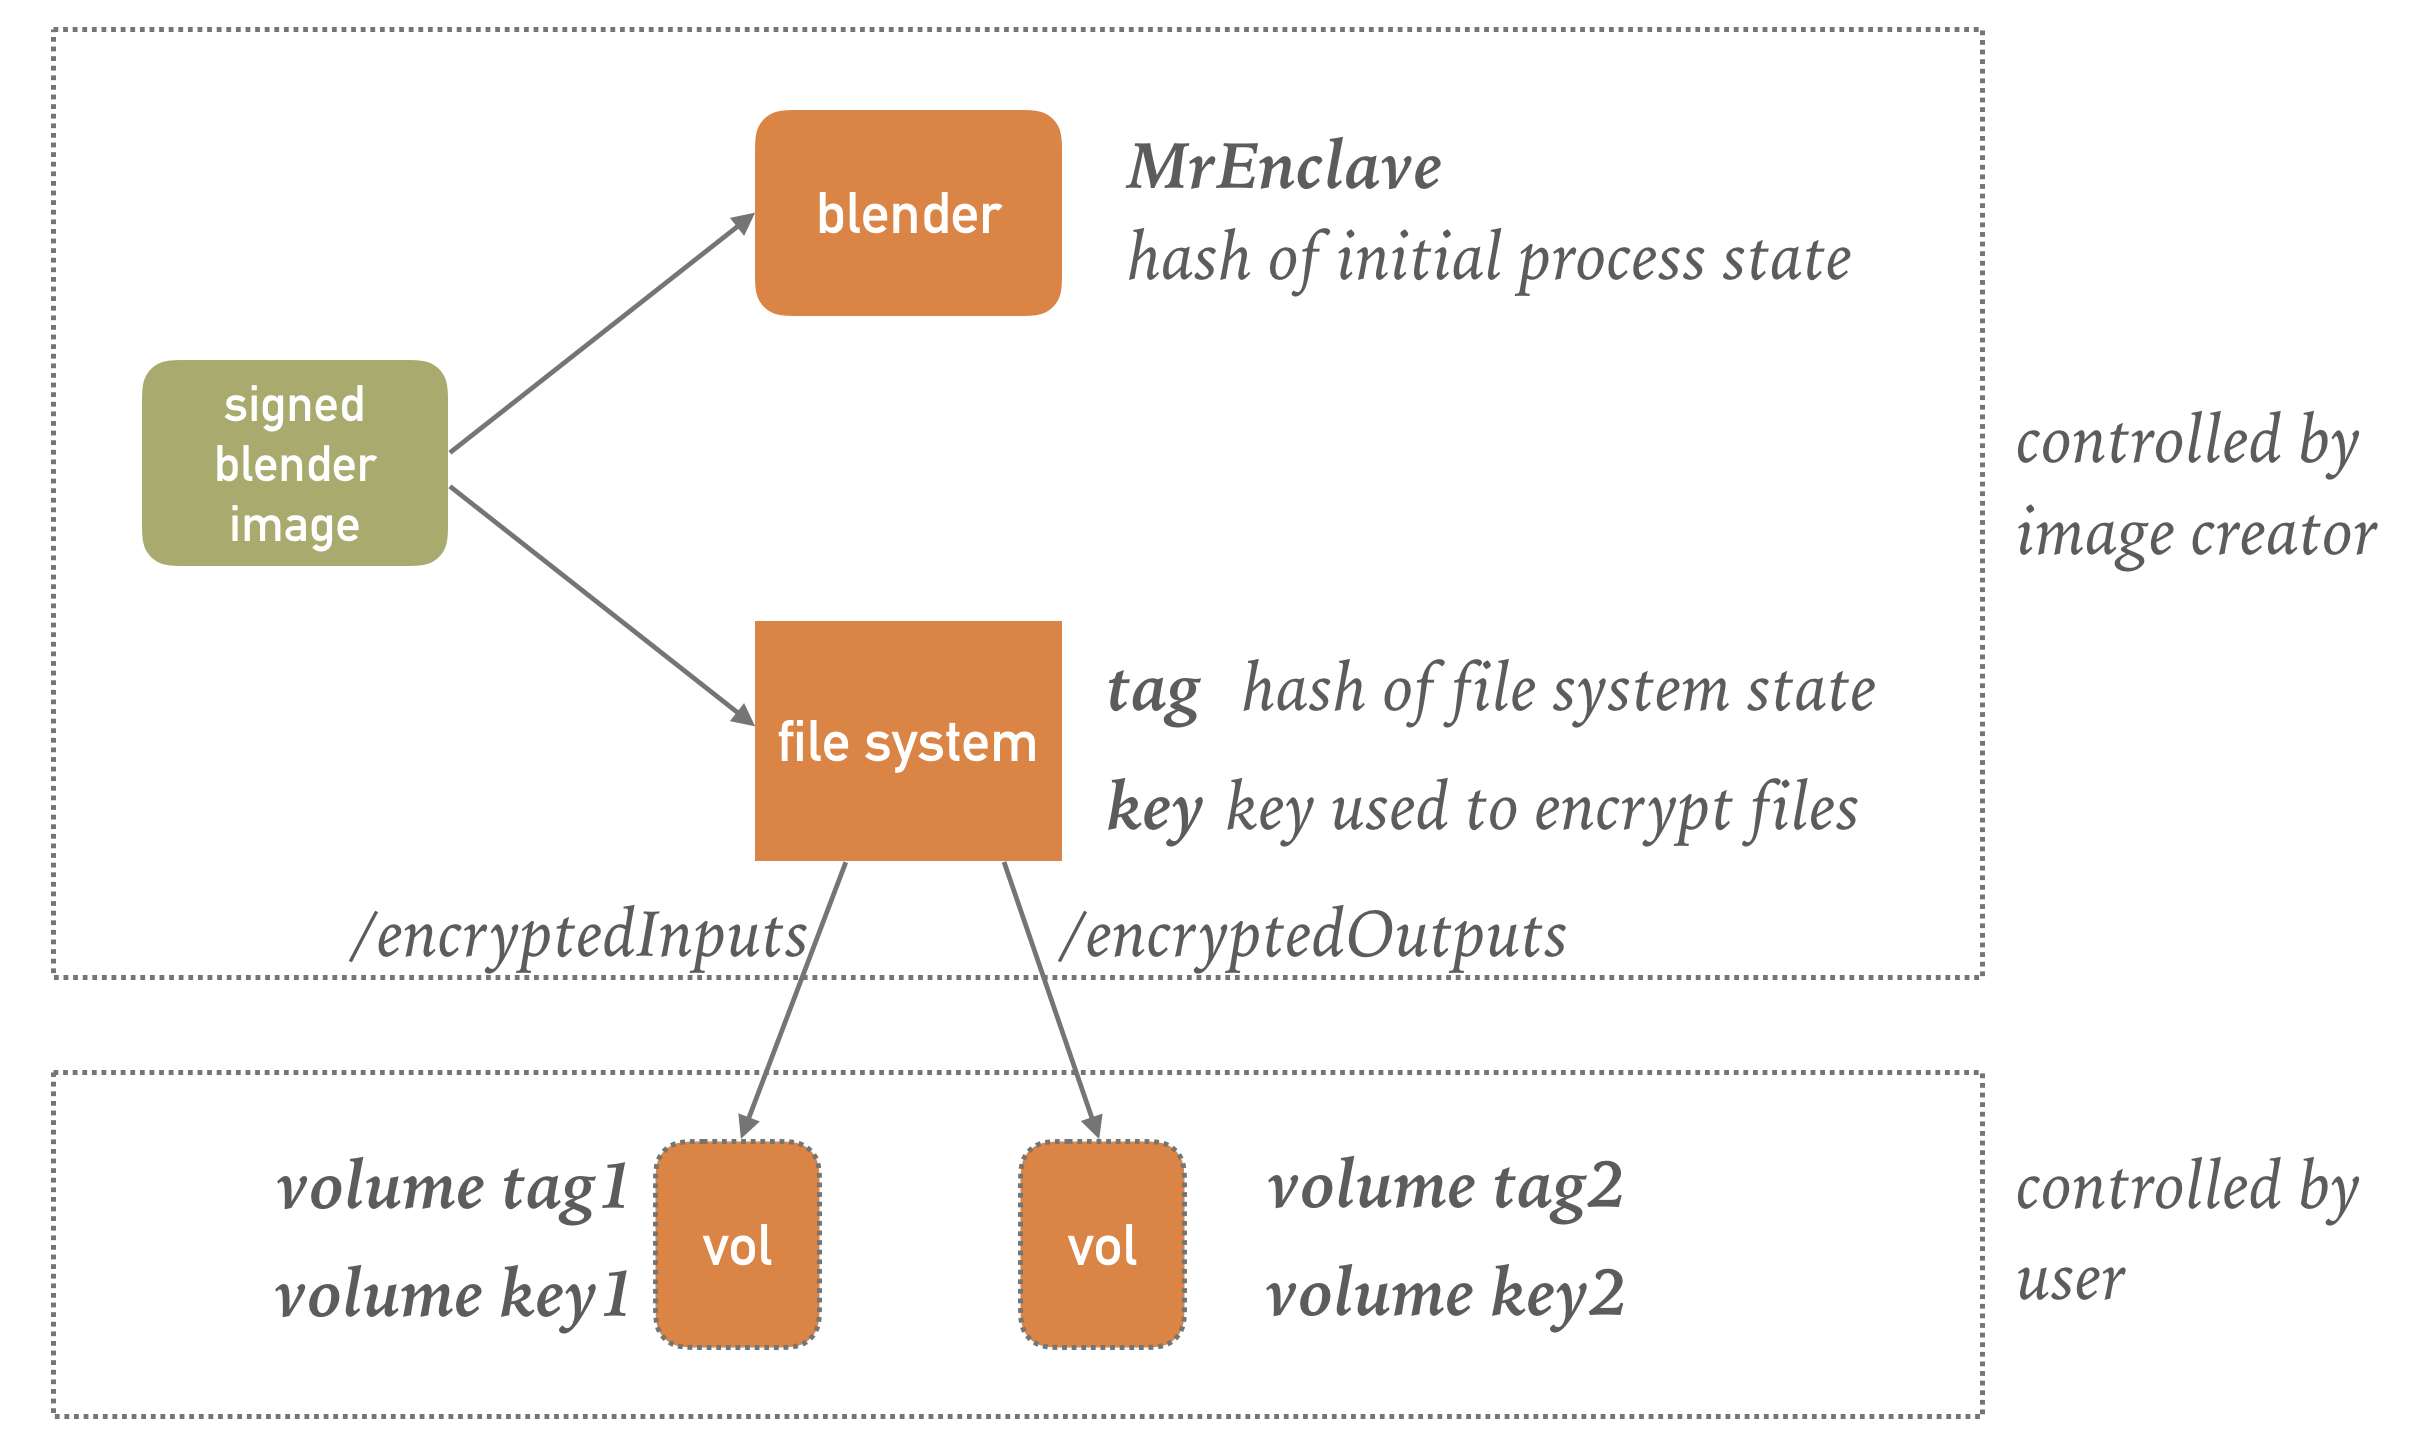 MrEnclave
blender
hash of initial process state
signed
blender
image
controlled by
image creator
tag hash of file system state
file system
key key used to encrypt files
/encryptedInputs
/encryptedOutputs
volume tag1
vol
volume key1
vol
volume tag2
volume key2
controlled by
user